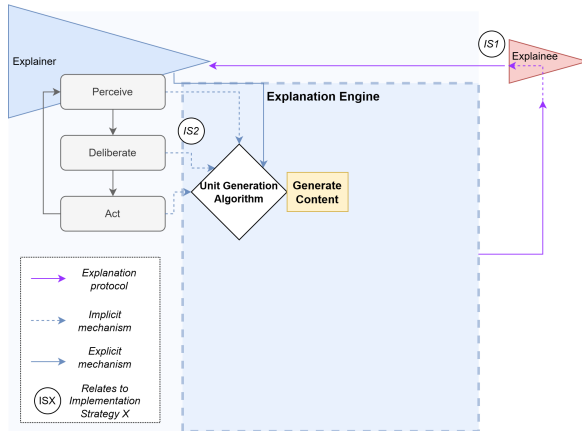 IS1
Explainee
Explainer
Perceive
Explanation Engine
IS2
Deliberate
Unit Generation
Algorithm
Generate
Content
Act
Explanation
protocol
Implicit
mechanism
Explicit
mechanism
ISX
Relates to
Implementation
Strategy X